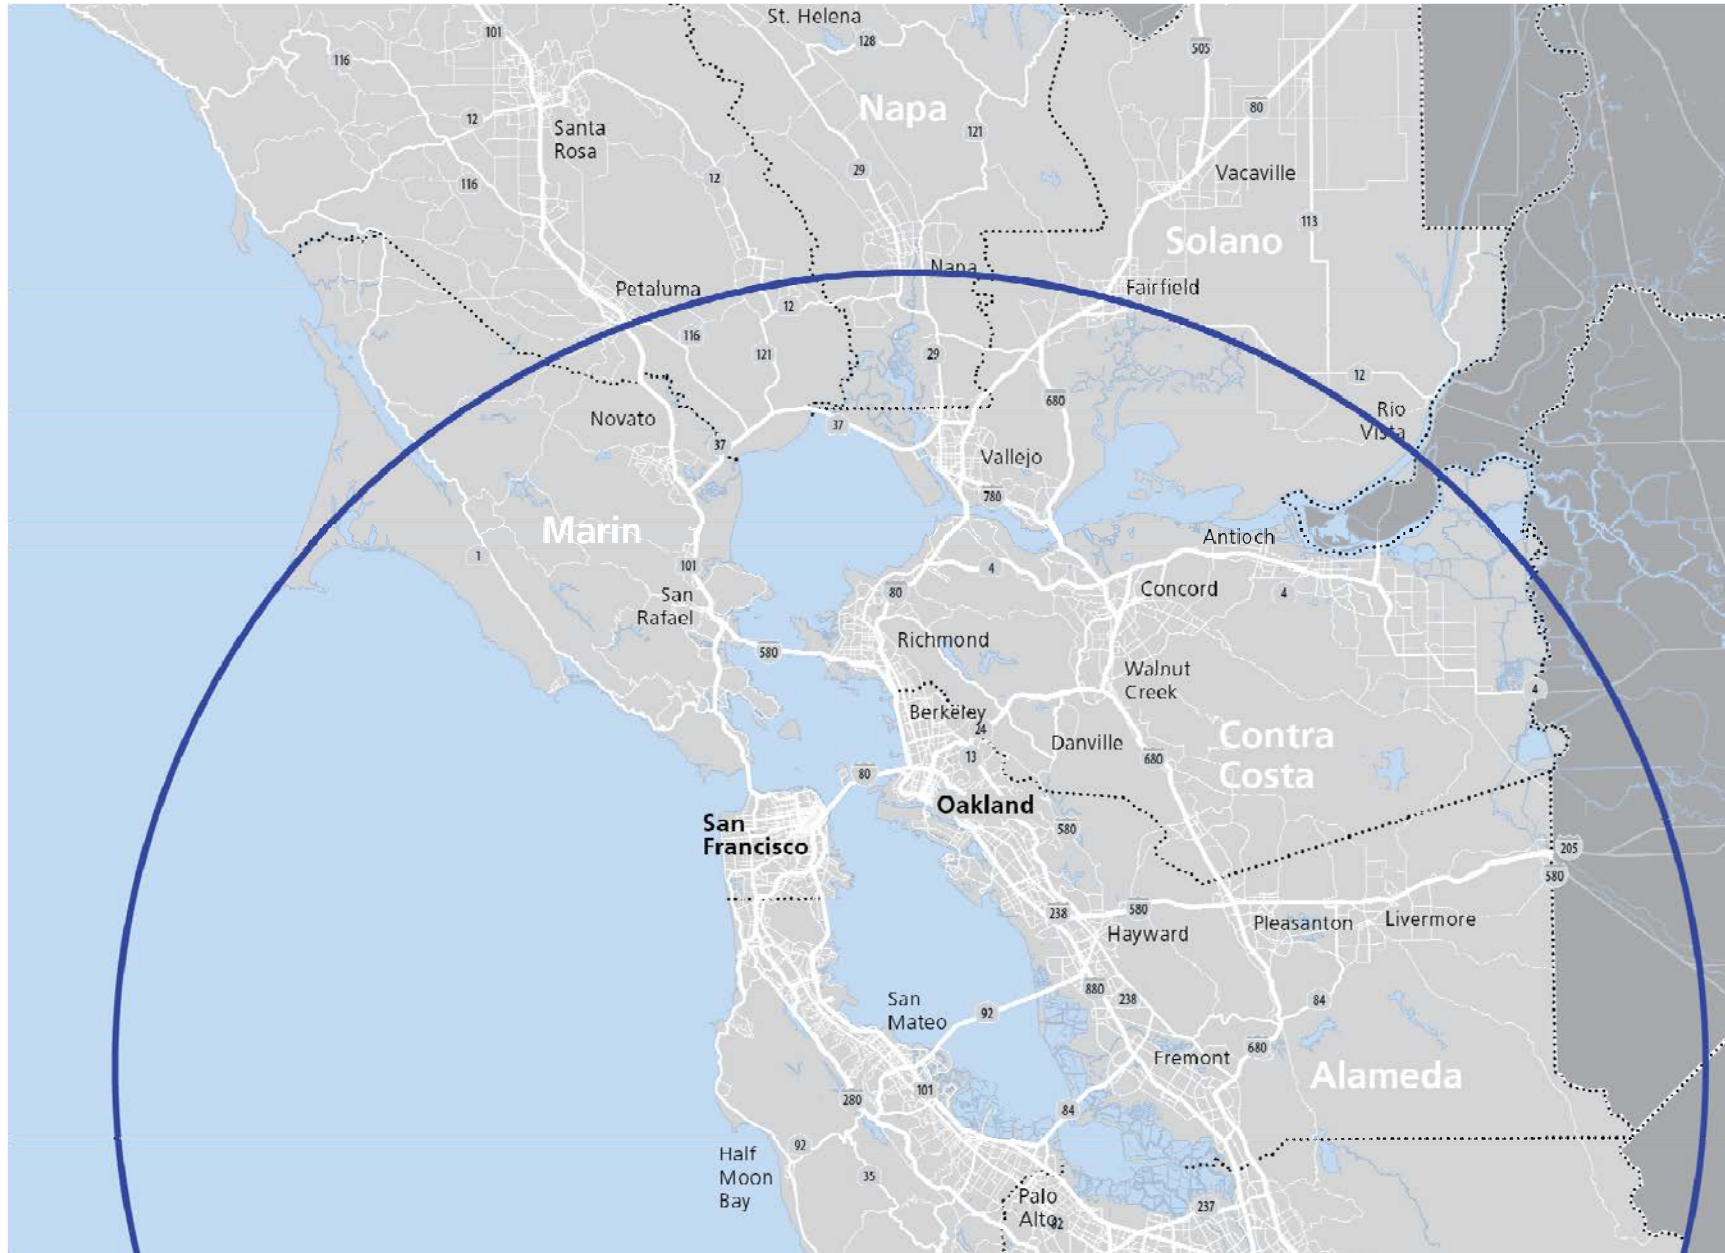 St. Helena
101
128
116
505
Napa
80
12
121
Santa
Rosa
29
Vacaville
116
12
113
Solano
Napa
Petaluma
Fairfield
12
116
121
29
12
680
Rio
Vista
Novato
37
37
Vallejo
780
Marin
Antioch
1
101
4
80
Concord
4
San
Rafael
Richmond
580
Walnut
Creek
4
Berkeley
24
Danville
13
680
Contra
Costa
80
Oakland
San
Francisco
580
205
580
238
580
Pleasanton
Livermore
Hayward
880
238
84
San
Mateo
92
680
Fremont
Alameda
101
280
84
92
Half
Moon
Bay
35
Palo
Alto
82
237